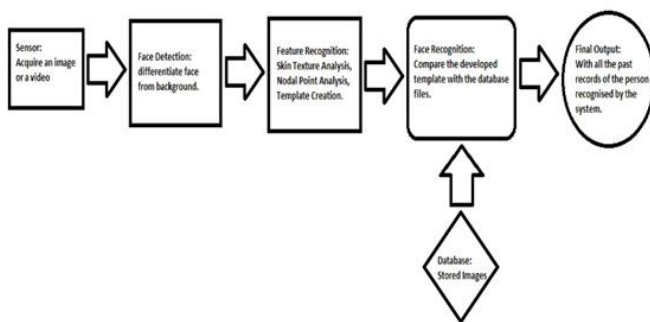 Sensor:
Acquire an image
or a video
Face Detection:
differentiate face
from background.
Feature Recognition:
Skin Texture Analysis,
Nodal Point Analysis,
Template Creation.
Face Recognition:
Compare the developed
template with the database
files.
Final Output:
With all the past
records of the person
recognised by the
system.
Database:
Stored Images